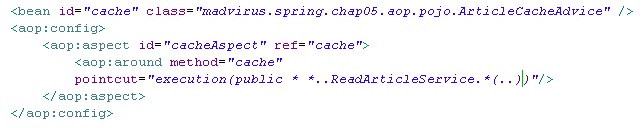 <bean id="cache" class="madvirus.spring.chap05.aop.pojo.ArticleCacheAdvice" />
<aop:config>
    <aop:aspect id="cacheAspect" ref="cache">
        <aop:around method="cache"
        pointcut="execution(public * *..ReadArticleService.*(..))"/>
    </aop:aspect>
</aop:config>